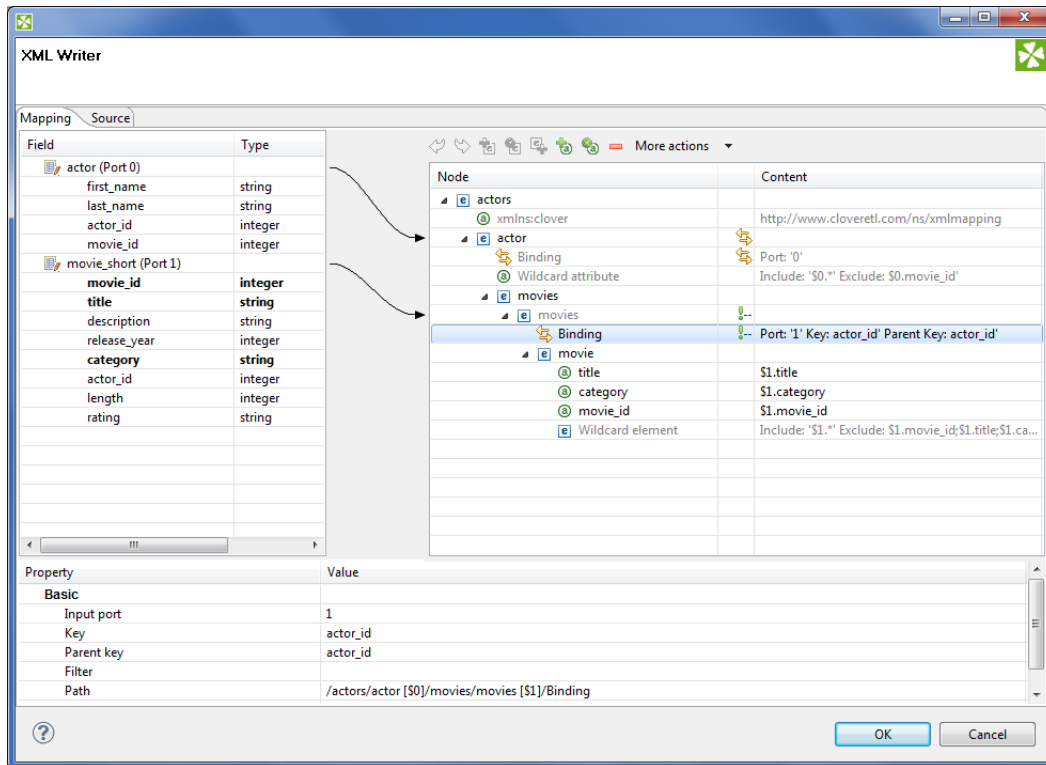 XML Writer
Mapping Source
Field Type
actor (Port 0)
first_name string
last_name string
actor_id integer
movie_id integer
movie_short (Port 1)
movie_id integer
title string
description string
release_year integer
category string
actor_id integer
length integer
rating string
More actions
Node Content
actors
xmlns:clover http://www.cloveretl.com/ns/xmlmapping
actor
Binding Port: '0'
Wildcard attribute Include: '$0.*' Exclude: $0.movie_id'
movies
movies
Binding Port: '1' Key: actor_id' Parent Key: actor_id'
movie
title $1.title
category $1.category
movie_id $1.movie_id
Wildcard element Include: '$1.*' Exclude: $1.movie_id;$1.title;$1.ca...
Property Value
Basic
Input port 1
Key actor_id
Parent key actor_id
Filter
Path /actors/actor [$0]/movies/movies [$1]/Binding
OK Cancel